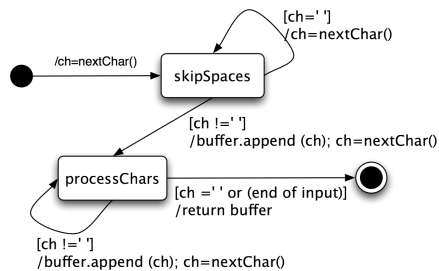 [ch=' ']
/ch=nextChar()
/ch=nextChar()
skipSpaces
[ch !=' ']
/buffer.append (ch); ch=nextChar()
processChars
[ch =' ' or (end of input)]
/return buffer
[ch !=' ']
/buffer.append (ch); ch=nextChar()